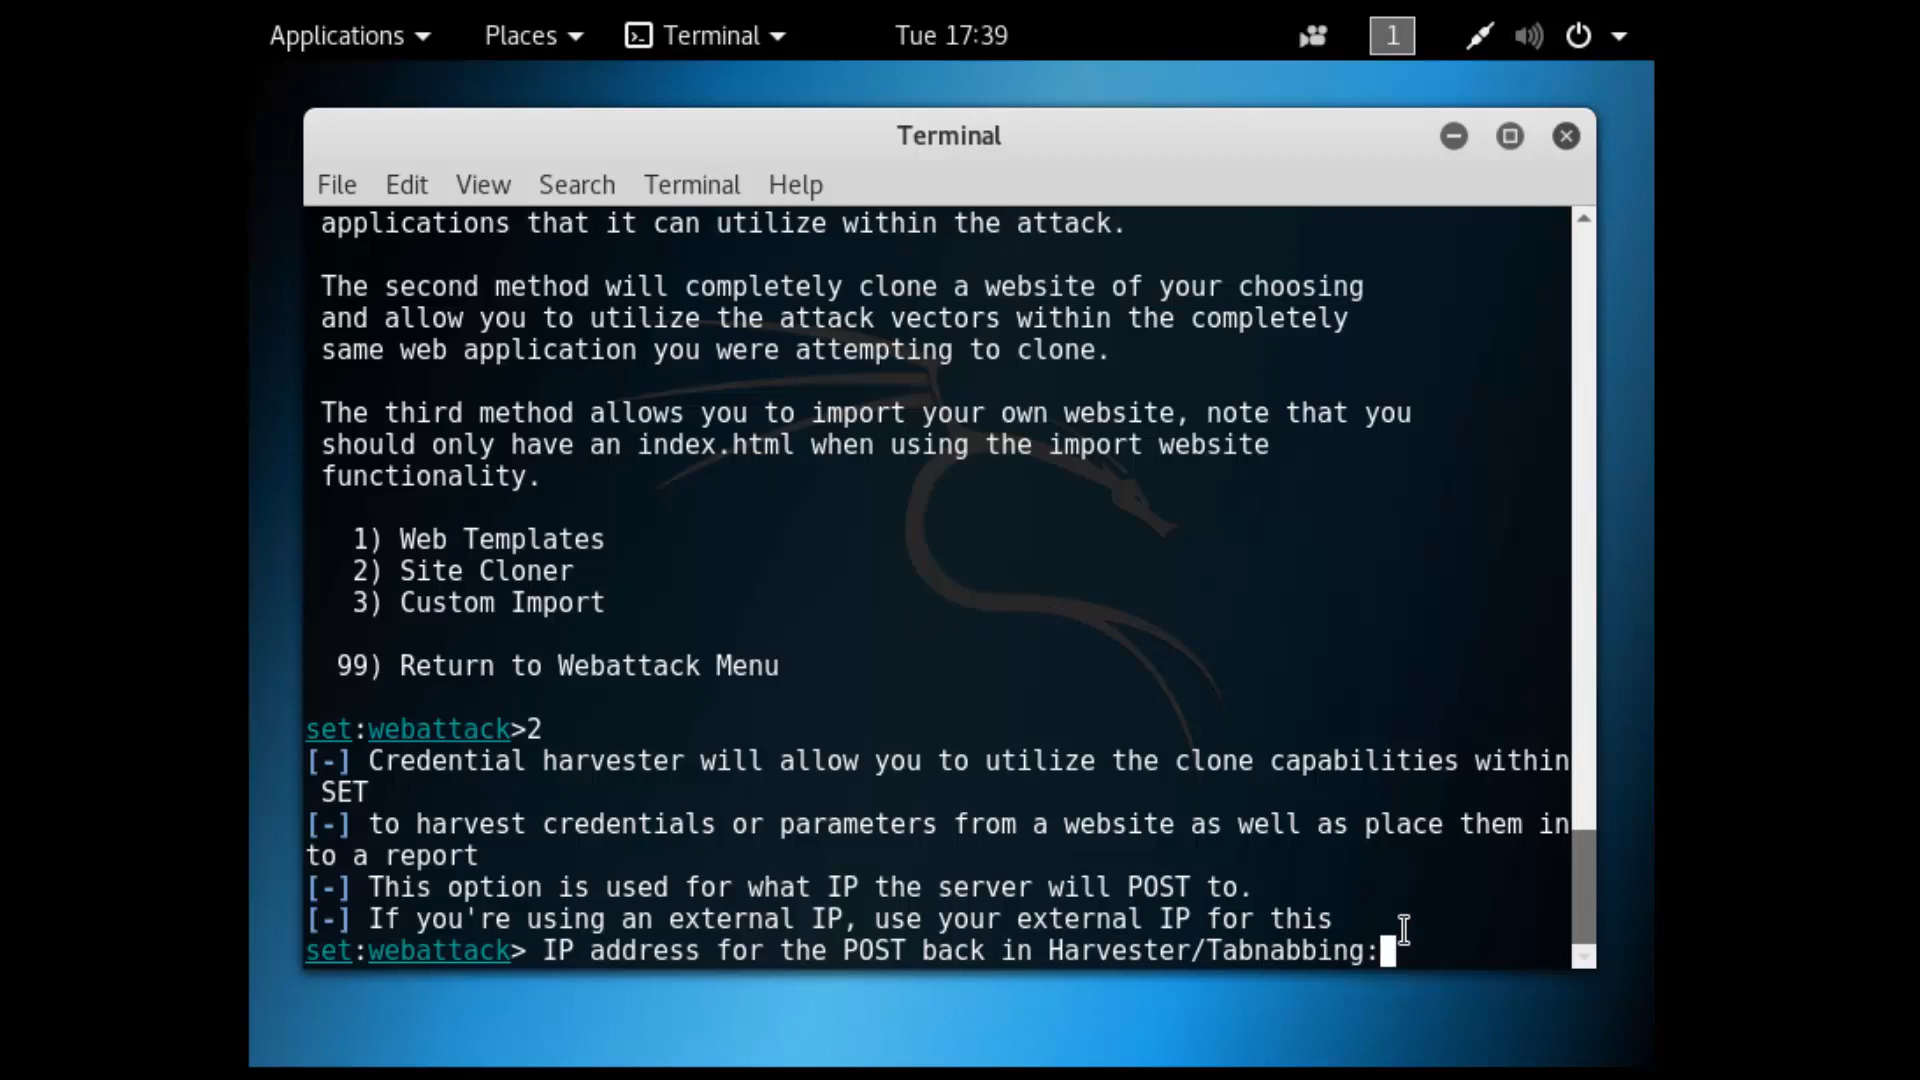 Applications Places Terminal Tue 17:39 1
Terminal
File Edit View Search Terminal Help
applications that it can utilize within the attack.
The second method will completely clone a website of your choosing
and allow you to utilize the attack vectors within the completely
same web application you were attempting to clone.
The third method allows you to import your own website, note that you
should only have an index.html when using the import website
functionality.
1) Web Templates
2) Site Cloner
3) Custom Import
99) Return to Webattack Menu
set:webattack>2
[-] Credential harvester will allow you to utilize the clone capabilities within
SET
[-] to harvest credentials or parameters from a website as well as place them in
to a report
[-] This option is used for what IP the server will POST to.
[-] If you're using an external IP, use your external IP for this
set:webattack> IP address for the POST back in Harvester/Tabnabbing: